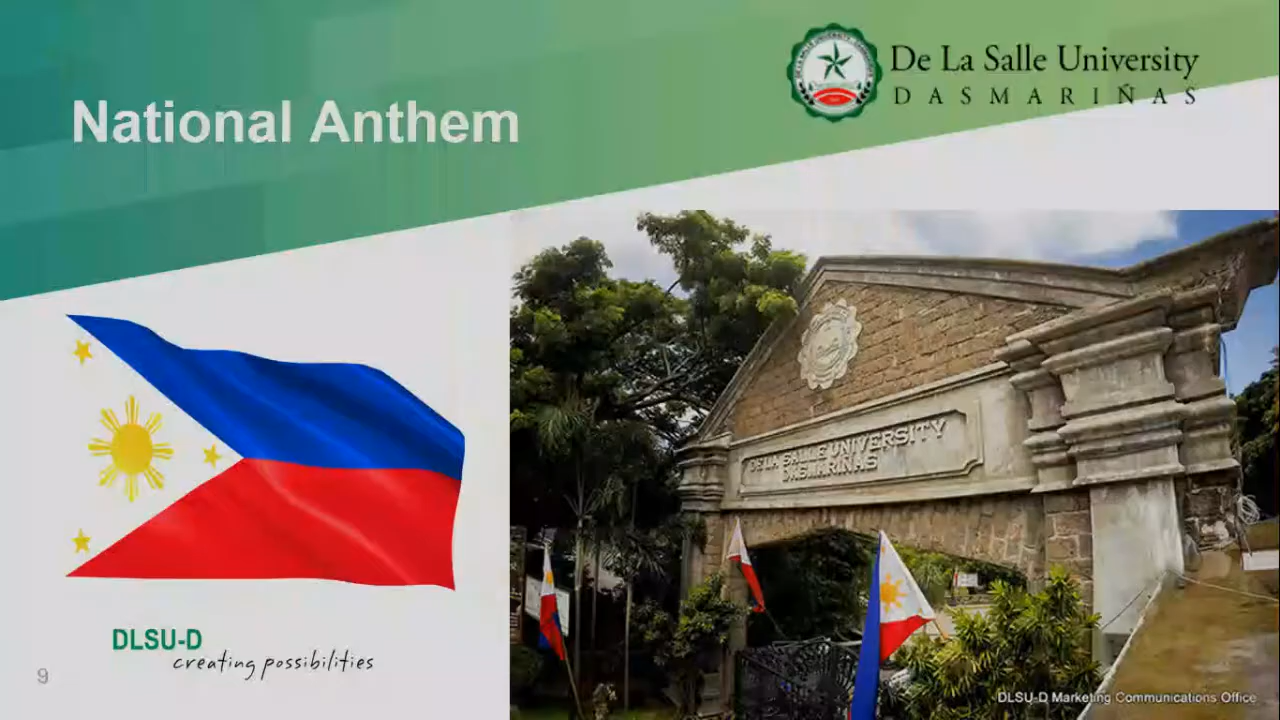 National Anthem
De La Salle University
DASMARIÑAS
DE LA SALLE UNIVERSITY
DASMARIÑAS
DLSU-D
creating possibilities
9
DLSU-D Marketing Communications Office